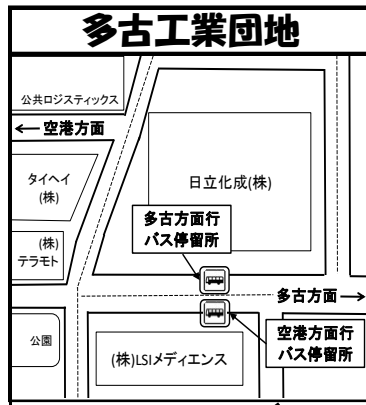 多古工業団地
公共ロジスティックス
← 空港方面
タイヘイ
(株)
日立化成(株)
多古方面行
バス停留所
(株)
テラモト
多古方面 →
公園
空港方面行
バス停留所
(株)LSIメディエンス